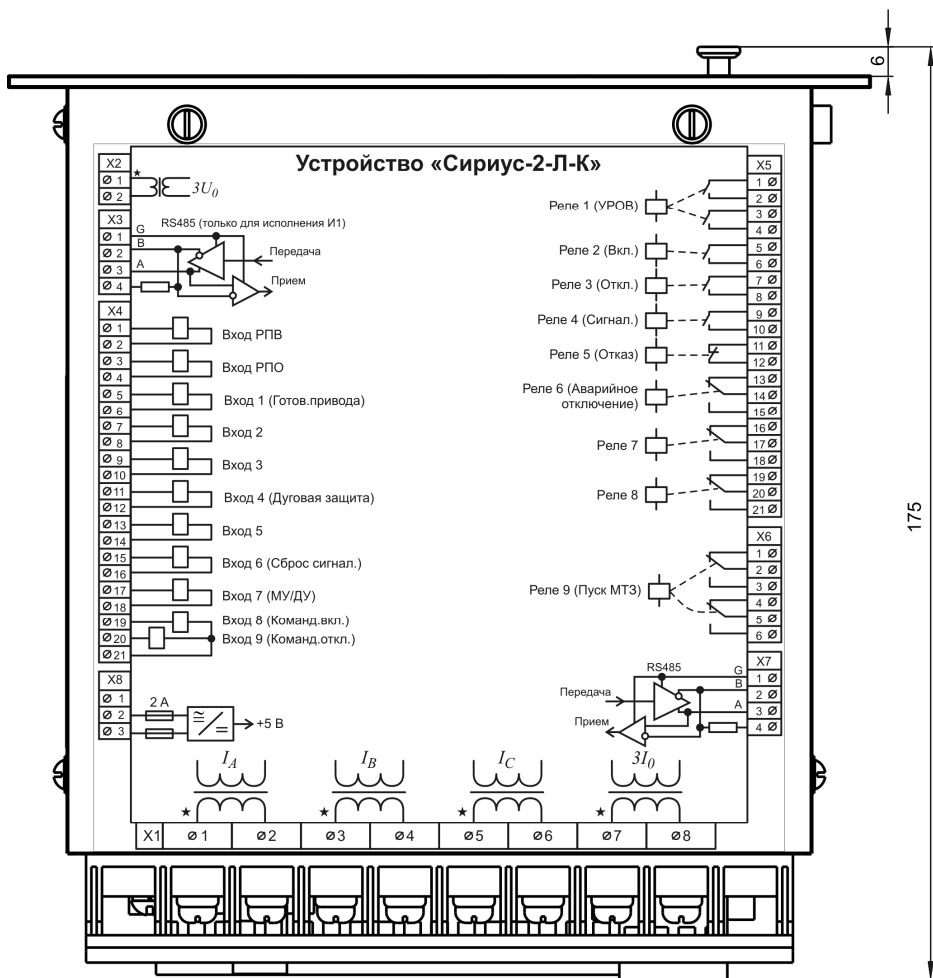 6
175
Устройство «Сириус-2-Л-К»
X2
1
2
3U₀
X3
1
2
3
4
G
B
A
RS485 (только для исполнения И1)
Передача
Прием
X4
1
2
Вход РПВ
3
4
Вход РПО
5
6
Вход 1 (Готов.привода)
7
8
Вход 2
9
10
Вход 3
11
12
Вход 4 (Дуговая защита)
13
14
Вход 5
15
16
Вход 6 (Сброс сигнал.)
17
18
Вход 7 (МУ/ДУ)
19
Вход 8 (Команд.вкл.)
20
Вход 9 (Команд.откл.)
21
X8
1
2
3
2 А
+5 В
X5
Реле 1 (УРОВ)
1
2
3
4
Реле 2 (Вкл.)
5
6
Реле 3 (Откл.)
7
8
Реле 4 (Сигнал.)
9
10
Реле 5 (Отказ)
11
12
Реле 6 (Аварийное
отключение)
13
14
15
Реле 7
16
17
18
Реле 8
19
20
21
X6
Реле 9 (Пуск МТЗ)
1
2
3
4
5
6
X7
RS485
G
B
A
1
2
3
4
Передача
Прием
I_A
I_B
I_C
3I₀
X1
1
2
3
4
5
6
7
8